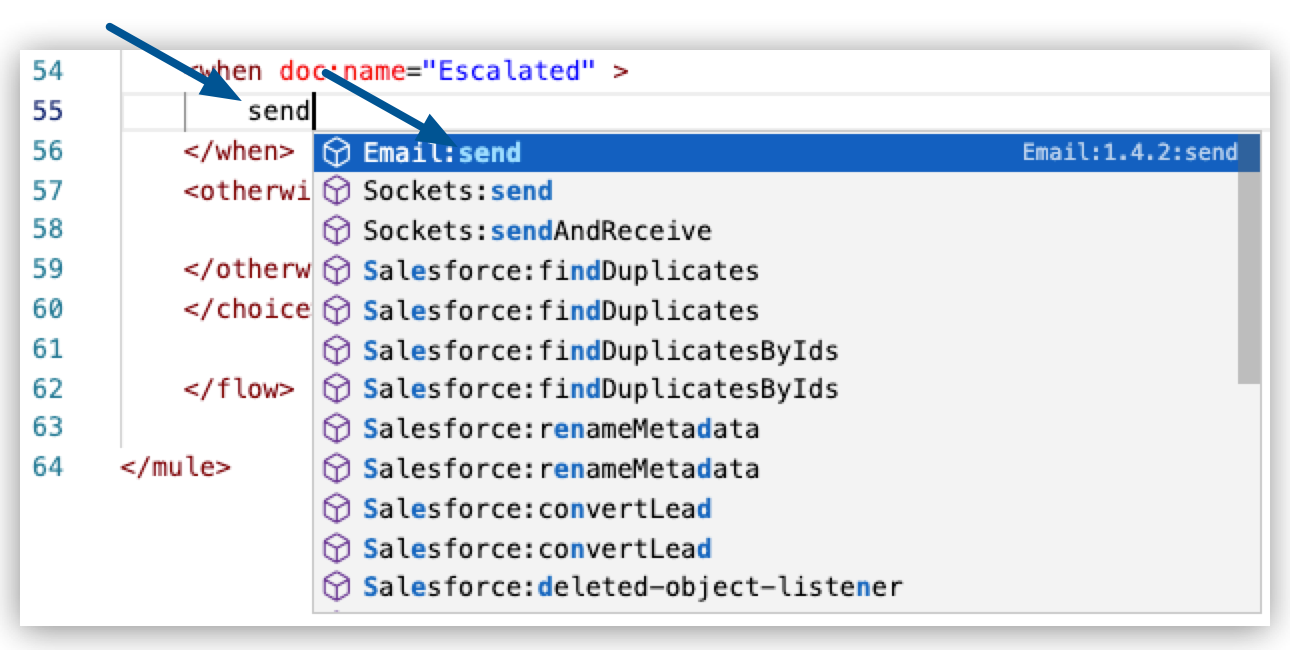 54 <when doc:name="Escalated" >
55 send
56 </when>
Email:send Email:1.4.2:send
57 <otherwi
Sockets:send
58
Sockets:sendAndReceive
59 </otherw
Salesforce:findDuplicates
60 </choice
Salesforce:findDuplicates
61
Salesforce:findDuplicatesByIds
62 </flow>
Salesforce:findDuplicatesByIds
63
Salesforce:renameMetadata
64 </mule>
Salesforce:renameMetadata
Salesforce:convertLead
Salesforce:convertLead
Salesforce:deleted-object-listener